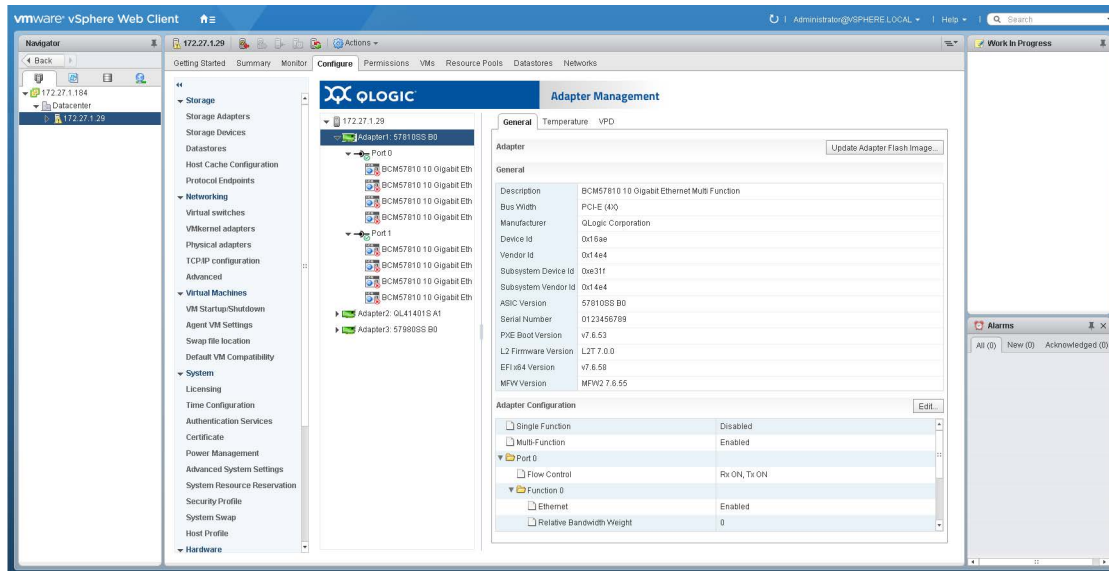 vmware® vSphere Web Client
Administrator@VSPHERE.LOCAL
Help
Search
Navigator
Back
172.27.1.184
Datacenter
172.27.1.29
172.27.1.29
Actions
Getting Started Summary Monitor Configure Permissions VMs Resource Pools Datastores Networks
Storage
Storage Adapters
Storage Devices
Datastores
Host Cache Configuration
Protocol Endpoints
Networking
Virtual switches
VMkernel adapters
Physical adapters
TCP/IP configuration
Advanced
Virtual Machines
VM Startup/Shutdown
Agent VM Settings
Swap file location
Default VM Compatibility
System
Licensing
Time Configuration
Authentication Services
Certificate
Power Management
Advanced System Settings
System Resource Reservation
Security Profile
System Swap
Host Profile
Hardware
QLOGIC
Adapter Management
172.27.1.29
Adapter1: 57810SS B0
Port 0
BCM57810 10 Gigabit Eth
BCM57810 10 Gigabit Eth
BCM57810 10 Gigabit Eth
BCM57810 10 Gigabit Eth
Port 1
BCM57810 10 Gigabit Eth
BCM57810 10 Gigabit Eth
BCM57810 10 Gigabit Eth
BCM57810 10 Gigabit Eth
Adapter2: QL41401S A1
Adapter3: 57980SS B0
General Temperature VPD
Adapter
Update Adapter Flash Image...
General
Description BCM57810 10 Gigabit Ethernet Multi Function
Bus Width PCI-E (4X)
Manufacturer QLogic Corporation
Device Id 0x16ae
Vendor Id 0x14e4
Subsystem Device Id 0xe31f
Subsystem Vendor Id 0x14e4
ASIC Version 57810SS B0
Serial Number 0123456789
PXE Boot Version v7.6.53
L2 Firmware Version L2T 7.0.0
EFI x64 Version v7.6.58
MFW Version MFW2 7.6.55
Adapter Configuration
Edit...
Single Function Disabled
Multi-Function Enabled
Port 0
Flow Control Rx ON, Tx ON
Function 0
Ethernet Enabled
Relative Bandwidth Weight 0
Work In Progress
Alarms
All (0) New (0) Acknowledged (0)